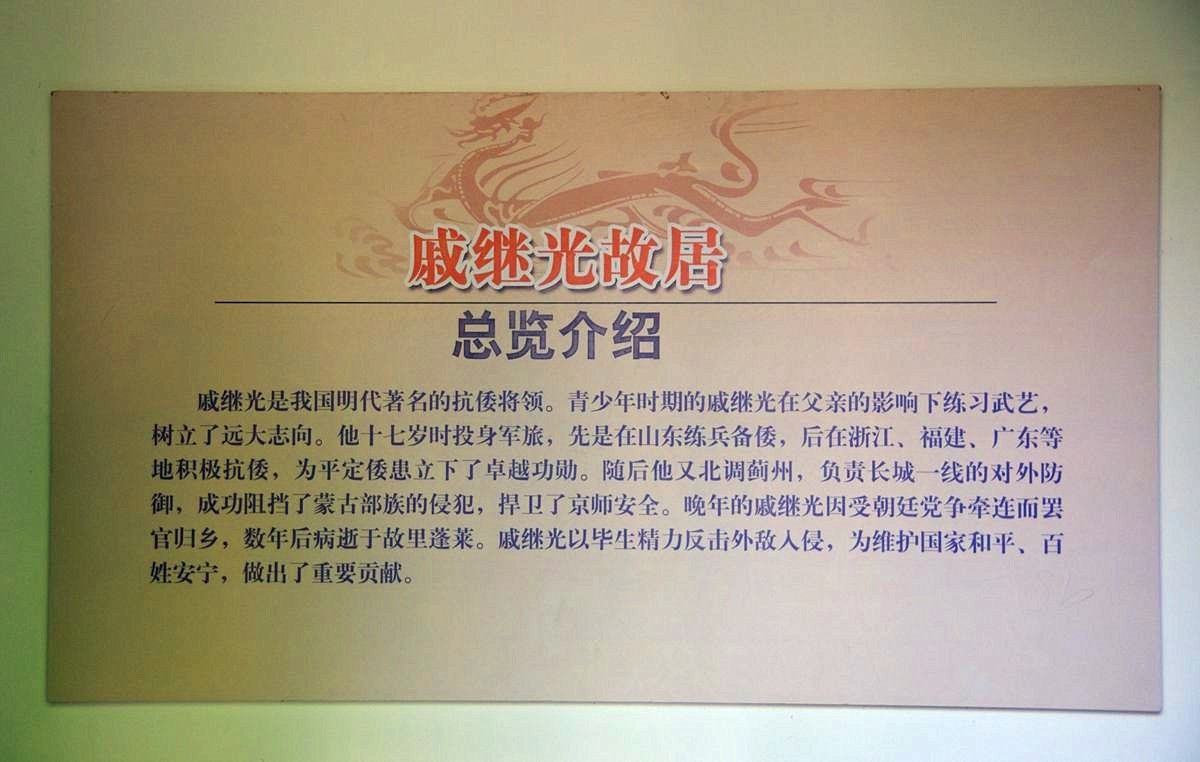 戚继光故居
总览介绍
戚继光是我国明代著名的抗倭将领。青少年时期的戚继光在父亲的影响下练习武艺，
树立了远大志向。他十七岁时投身军旅，先是在山东练兵备倭，后在浙江、福建、广东等
地积极抗倭，为平定倭患立下了卓越功勋。随后他又北调蓟州，负责长城一线的对外防
御，成功阻挡了蒙古部族的侵犯，捍卫了京师安全。晚年的戚继光因受朝廷党争牵连而罢
官归乡，数年后病逝于故里蓬莱。戚继光以毕生精力反击外敌入侵，为维护国家和平、百
姓安宁，做出了重要贡献。